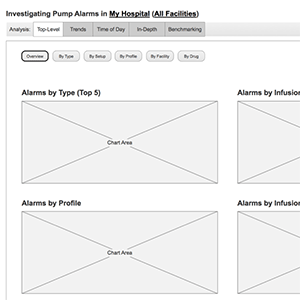 Investigating Pump Alarms in My Hospital (All Facilities)
Analysis: Top-Level Trends Time of Day In-Depth Benchmarking
Overview By Type By Setup By Profile By Facility By Drug
Alarms by Type (Top 5) Alarms by Infusion
Chart Area
Alarms by Profile Alarms by Infusion
Chart Area